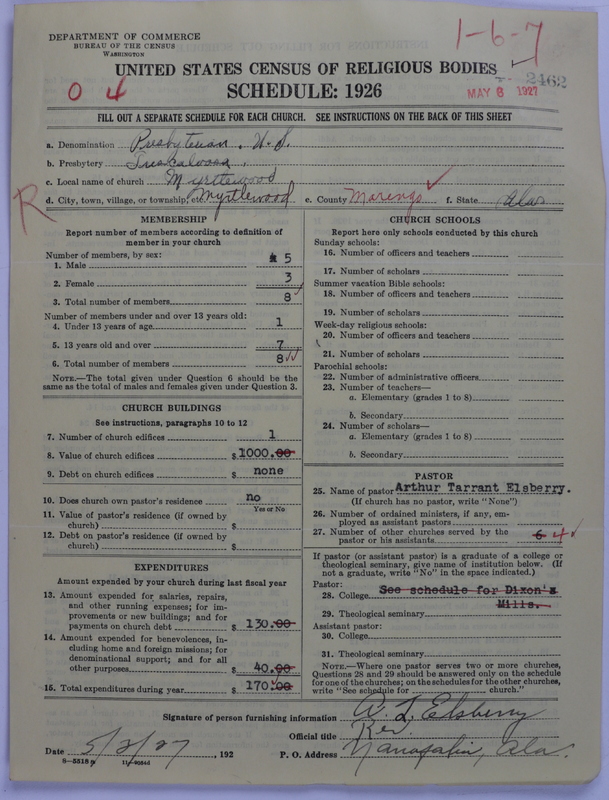 DEPARTMENT OF COMMERCE
BUREAU OF THE CENSUS
WASHINGTON
1-6-7
UNITED STATES CENSUS OF RELIGIOUS BODIES
SCHEDULE: 1926
0 4
2462
MAY 6 1927
FILL OUT A SEPARATE SCHEDULE FOR EACH CHURCH. SEE INSTRUCTIONS ON THE BACK OF THIS SHEET
a. Denomination Presbyterian. U.S.
b. Presbytery Tuskaloosa
c. Local name of church Myrtlewood
d. City, town, village, or township, etc. Myrtlewood e. County Marengo f. State Ala
R
MEMBERSHIP
Report number of members according to definition of member in your church
Number of members, by sex:
1. Male 5
2. Female 3
3. Total number of members 8
Number of members under and over 13 years old:
4. Under 13 years of age 1
5. 13 years old and over 7
6. Total number of members 8
NOTE.—The total given under Question 6 should be the same as the total of males and females given under Question 3.
CHURCH BUILDINGS
See instructions, paragraphs 10 to 12
7. Number of church edifices 1
8. Value of church edifices $ 1000.00
9. Debt on church edifices $ none
10. Does church own pastor's residence no
Yes or No
11. Value of pastor's residence (if owned by church) $
12. Debt on pastor's residence (if owned by church) $
EXPENDITURES
Amount expended by your church during last fiscal year
13. Amount expended for salaries, repairs, and other running expenses; for improvements or new buildings; and for payments on church debt $ 130.00
14. Amount expended for benevolences, including home and foreign missions; for denominational support; and for all other purposes $ 40.00
15. Total expenditures during year $ 170.00
CHURCH SCHOOLS
Report here only schools conducted by this church
Sunday schools:
16. Number of officers and teachers
17. Number of scholars
Summer vacation Bible schools:
18. Number of officers and teachers
19. Number of scholars
Week-day religious schools:
20. Number of officers and teachers
21. Number of scholars
Parochial schools:
22. Number of administrative officers
23. Number of teachers—
a. Elementary (grades 1 to 8)
b. Secondary
24. Number of scholars—
a. Elementary (grades 1 to 8)
b. Secondary
PASTOR
25. Name of pastor Arthur Tarrant Elsberry.
(If church has no pastor, write "None")
26. Number of ordained ministers, if any, employed as assistant pastors
27. Number of other churches served by the pastor or his assistants 6 4
If pastor (or assistant pastor) is a graduate of a college or theological seminary, give name of institution below. (If not a graduate, write "No" in the space indicated.)
Pastor:
28. College See schedule for Dixon's
Mills.
29. Theological seminary
Assistant pastor:
30. College
31. Theological seminary
NOTE.—Where one pastor serves two or more churches, Questions 28 and 29 should be answered only on the schedule for one of the churches; on the schedules for the other churches, write "See schedule for church."
Signature of person furnishing information A. T. Elsberry
Official title Rev.
Date 5/2/27, 192 P. O. Address Nanafalia, Ala.